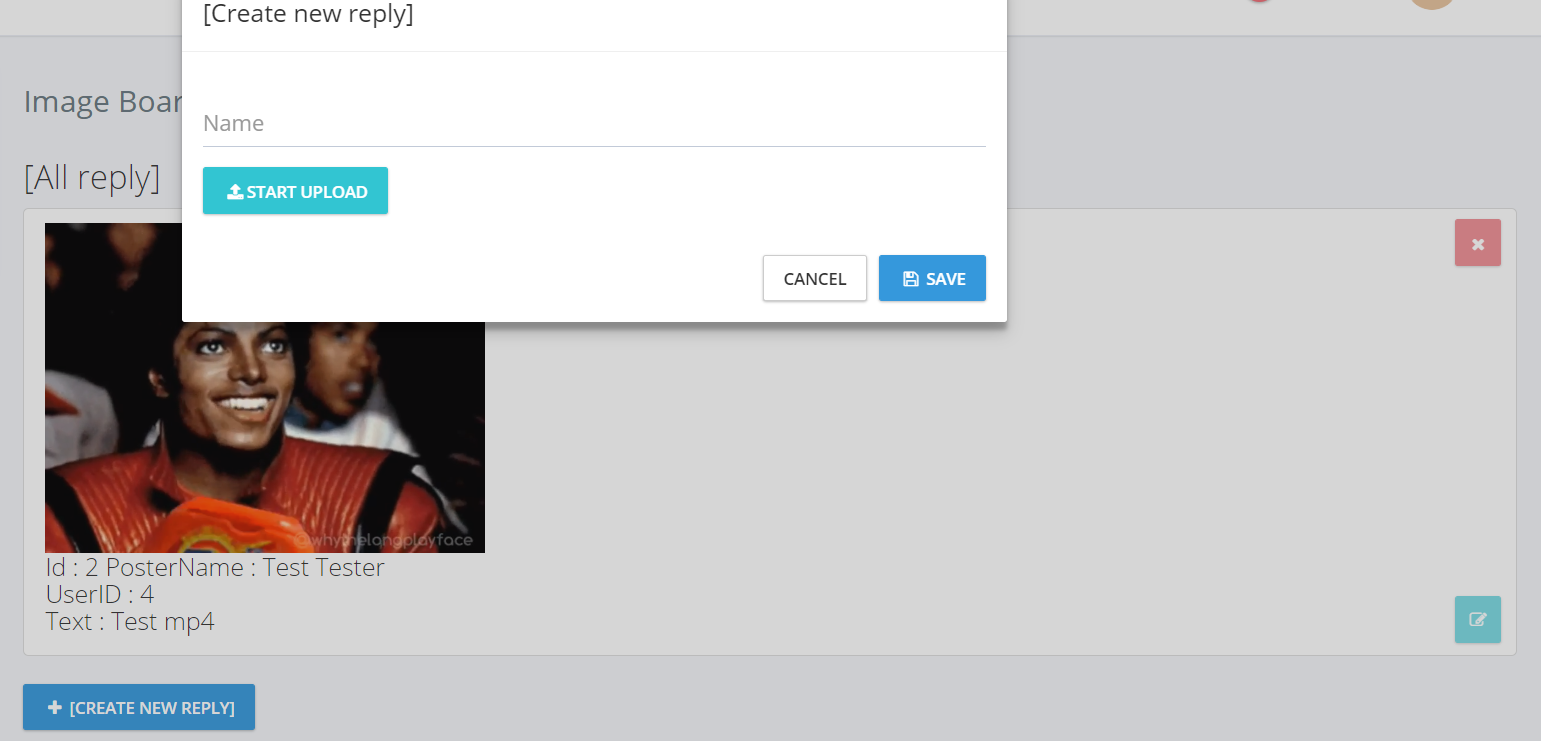 [Create new reply]
Image Boar
Name
[All reply]
START UPLOAD
CANCEL
SAVE
@whythelongplayface
Id : 2 PosterName : Test Tester
UserID : 4
Text : Test mp4
[CREATE NEW REPLY]